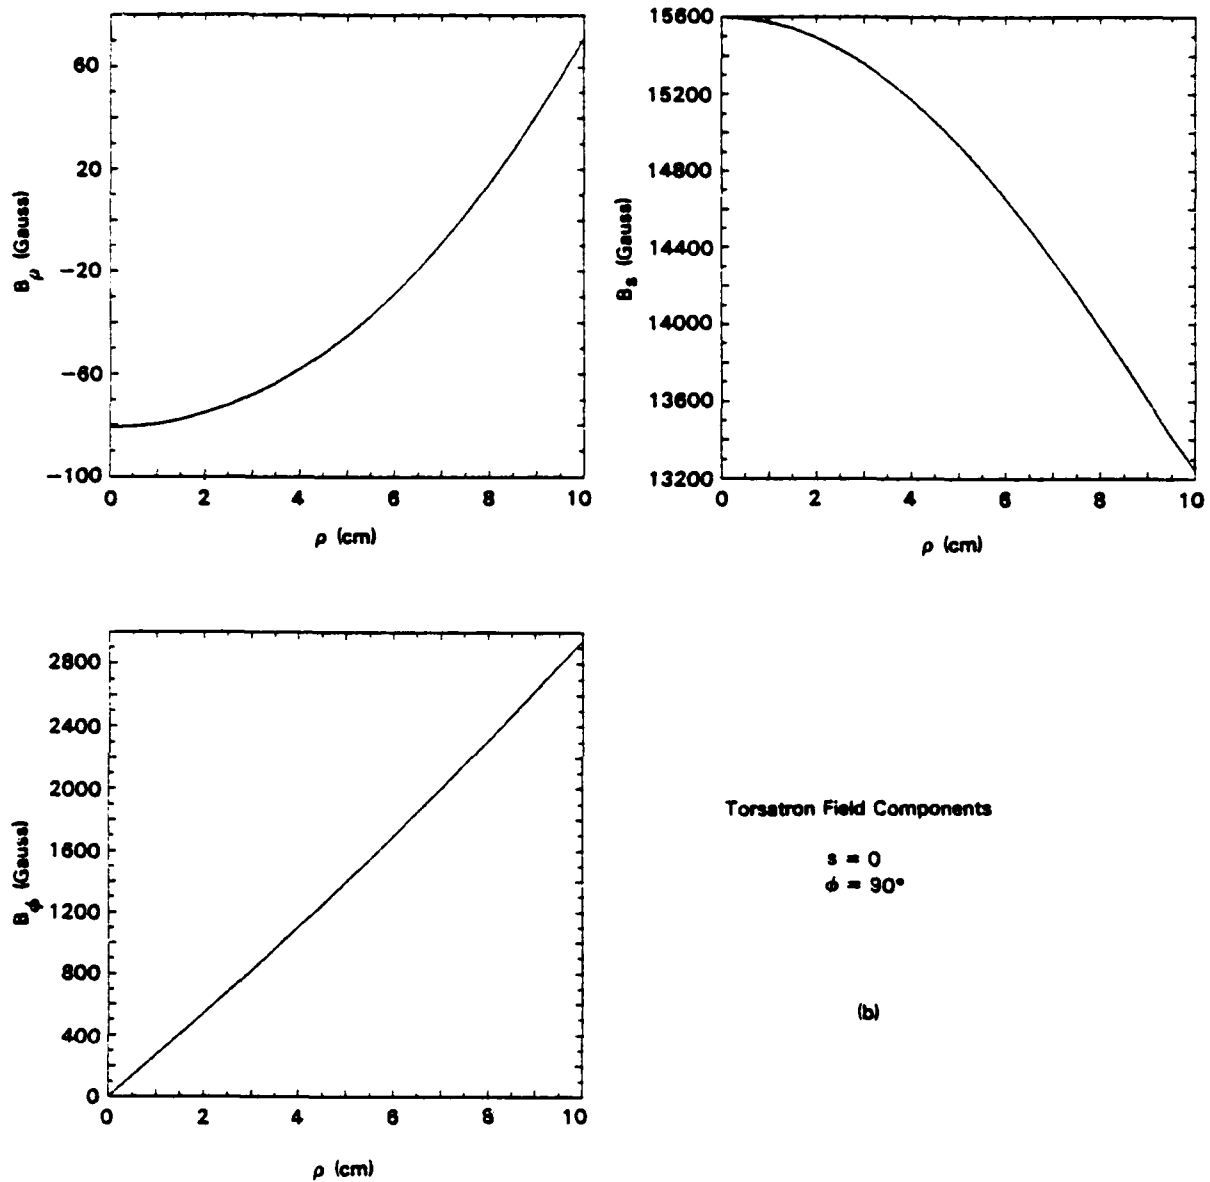 60
20
−20
−60
−100
0 2 4 6 8 10
B_ρ (Gauss)
ρ (cm)
15600
15200
14800
14400
14000
13600
13200
0 2 4 6 8 10
B_s (Gauss)
ρ (cm)
2800
2400
2000
1600
1200
800
400
0
0 2 4 6 8 10
B_ϕ (Gauss)
ρ (cm)
Torsatron Field Components
s = 0
ϕ = 90°
(b)